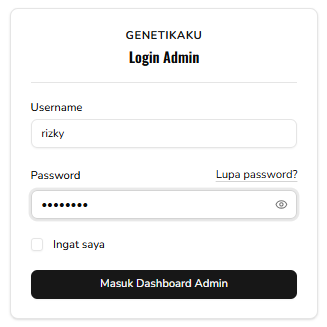 GENETIKAKU
Login Admin
Username
rizky
Password
Lupa password?
••••••••
Ingat saya
Masuk Dashboard Admin